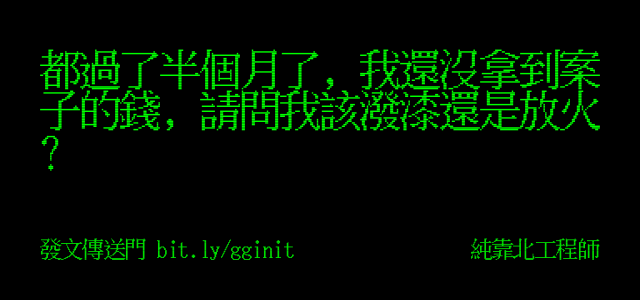 都過了半個月了，我還沒拿到案
子的錢，請問我該潑漆還是放火
？
發文傳送門 bit.ly/gginit
純靠北工程師